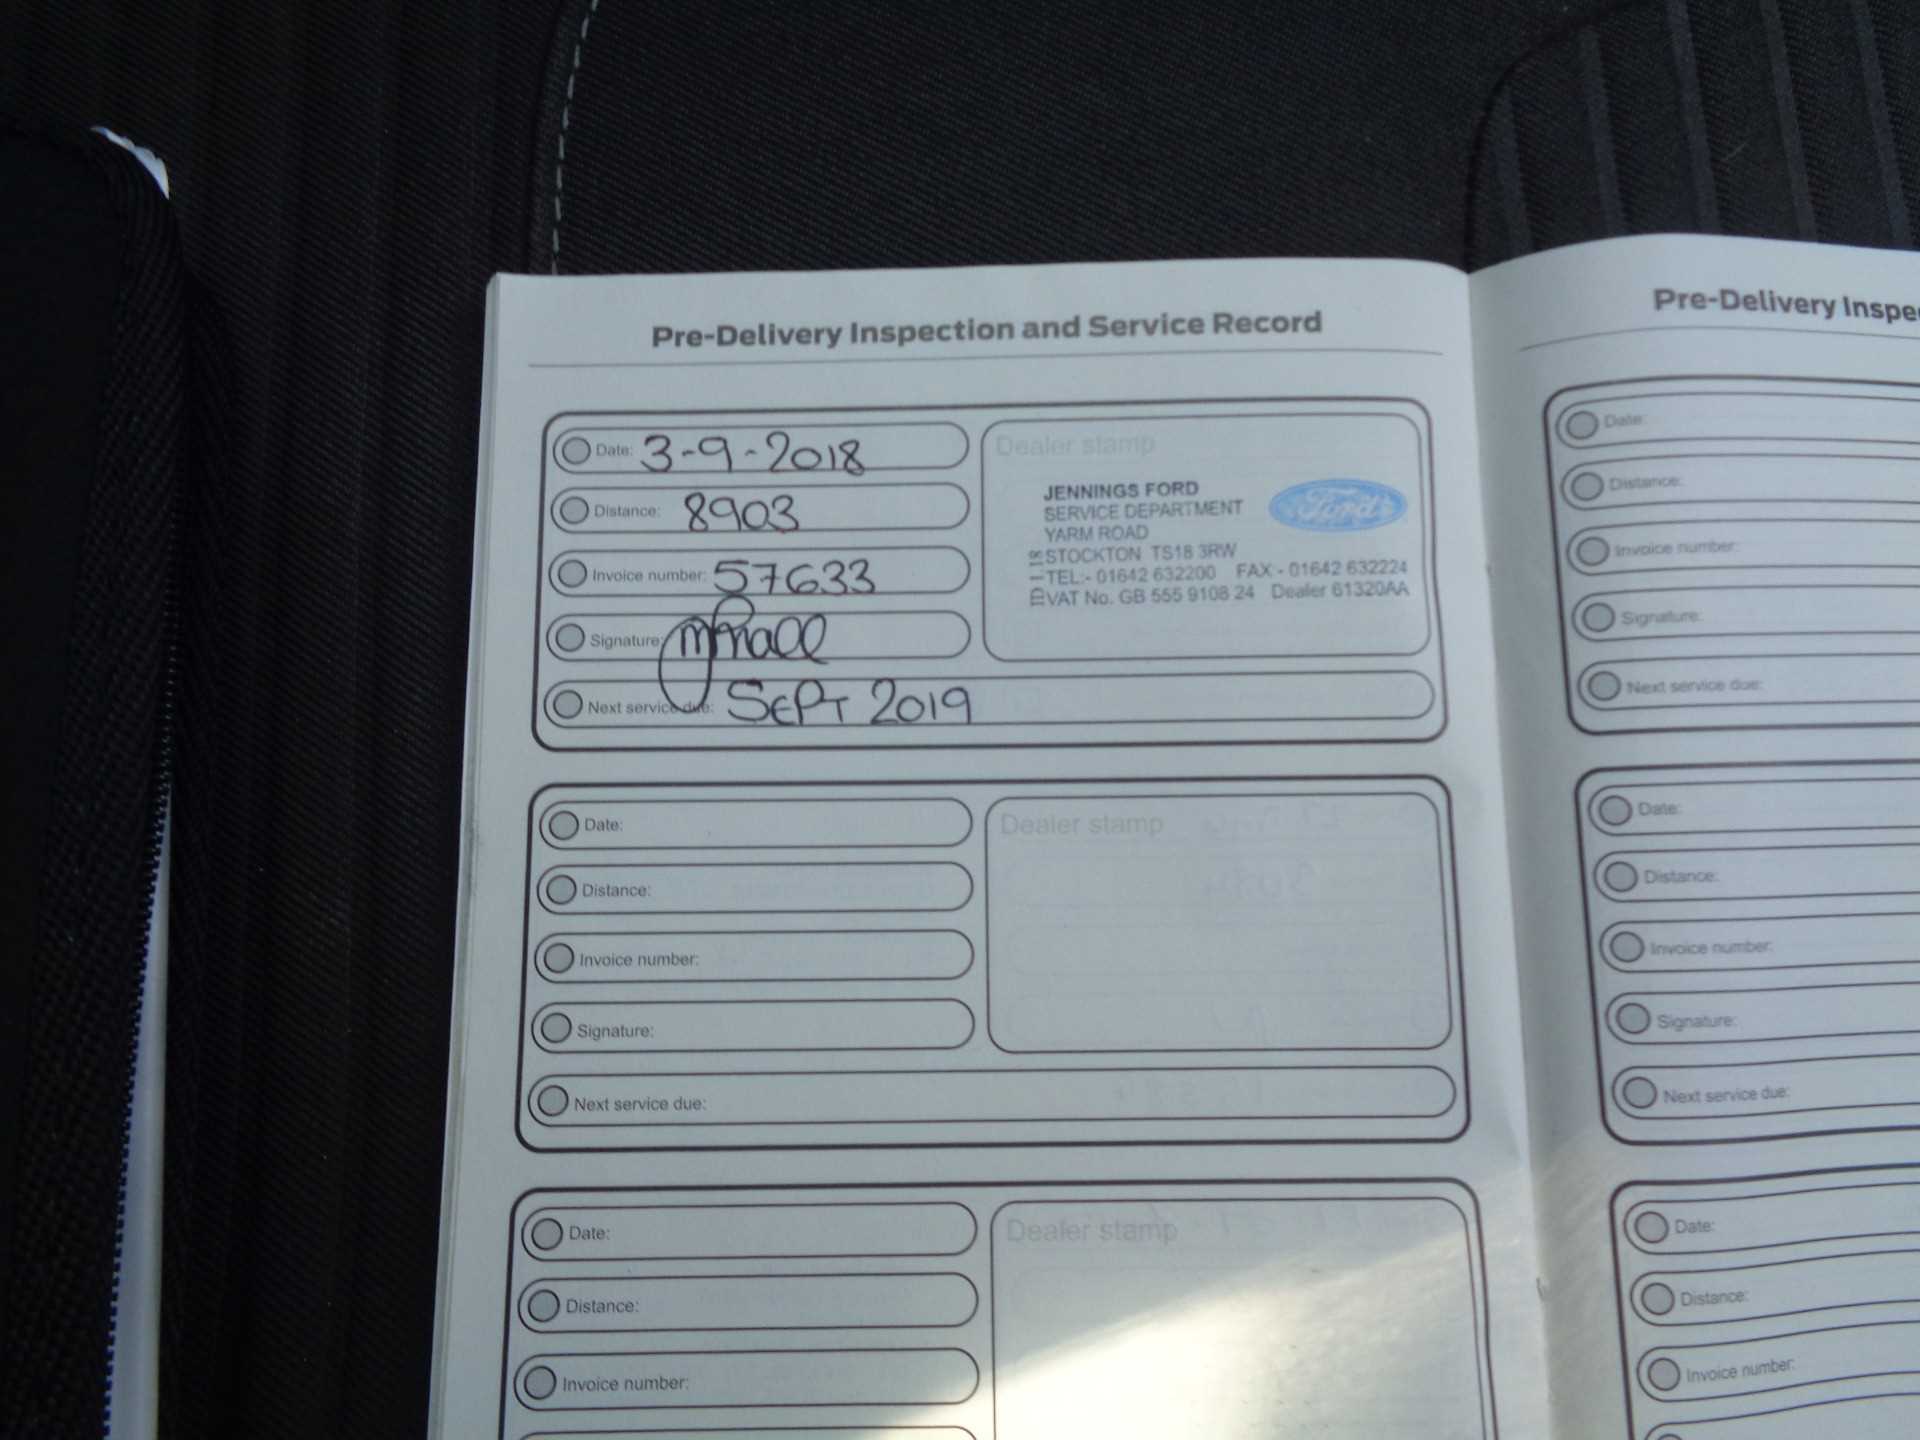 Pre-Delivery Inspection and Service Record
Date: 3-9-2018
Distance: 8903
Invoice number: 57633
Signature:
Next service due: SEPT 2019
Dealer stamp
JENNINGS FORD
SERVICE DEPARTMENT
YARM ROAD
STOCKTON TS18 3RW
TEL:- 01642 632200 FAX:- 01642 632224
VAT No. GB 555 9108 24 Dealer 61320AA
Ford
Date:
Distance:
Invoice number:
Signature:
Next service due:
Dealer stamp
Date:
Distance:
Invoice number:
Dealer stamp
Pre-Delivery Inspe
Date:
Distance:
Invoice number:
Signature:
Next service due:
Date:
Distance:
Invoice number:
Signature:
Next service due:
Date:
Distance:
Invoice number: